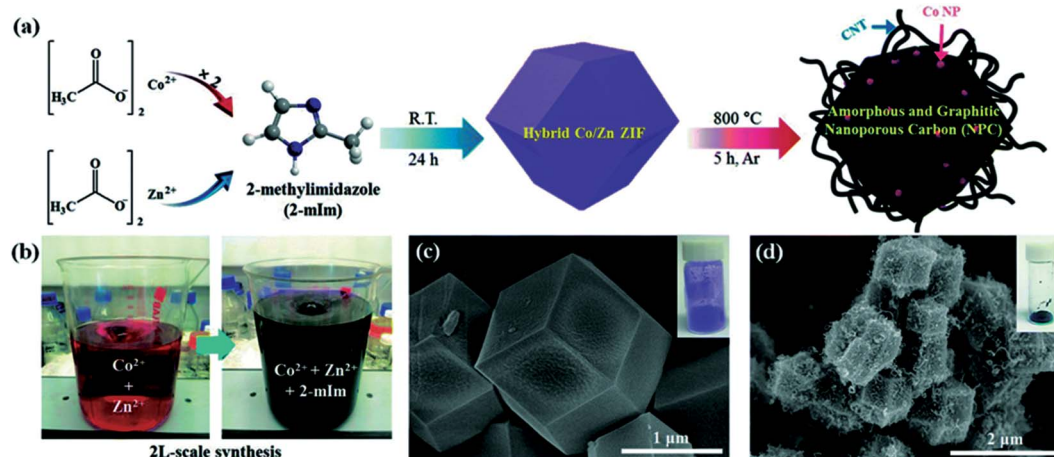 (a)
O
H₃C
O⁻
2
Co²⁺
× 2
O
H₃C
O⁻
2
Zn²⁺
2-methylimidazole
(2-mIm)
R.T.
24 h
Hybrid Co/Zn ZIF
800 °C
5 h, Ar
CNT
Co NP
Amorphous and Graphitic
Nanoporous Carbon (NPC)
(b)
Co²⁺
+
Zn²⁺
Co²⁺ + Zn²⁺
+ 2-mIm
2L-scale synthesis
(c)
1 µm
(d)
2 µm